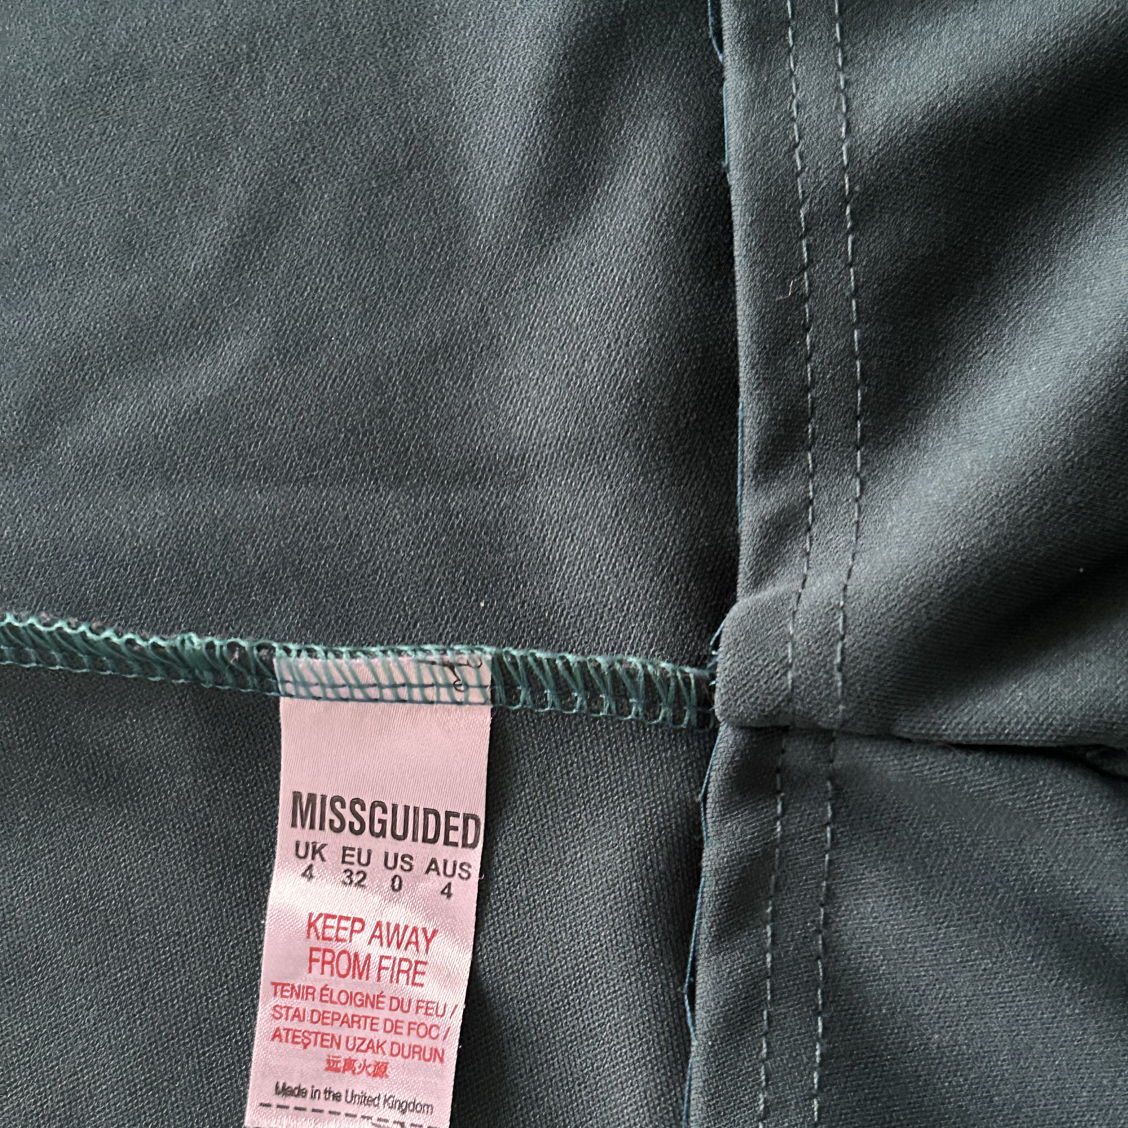 MISSGUIDED
UK EU US AUS
4 32 0 4
KEEP AWAY
FROM FIRE
TENIR ÉLOIGNÉ DU FEU /
STAI DEPARTE DE FOC /
ATEŞTEN UZAK DURUN
远离火源
Made in the United Kingdom